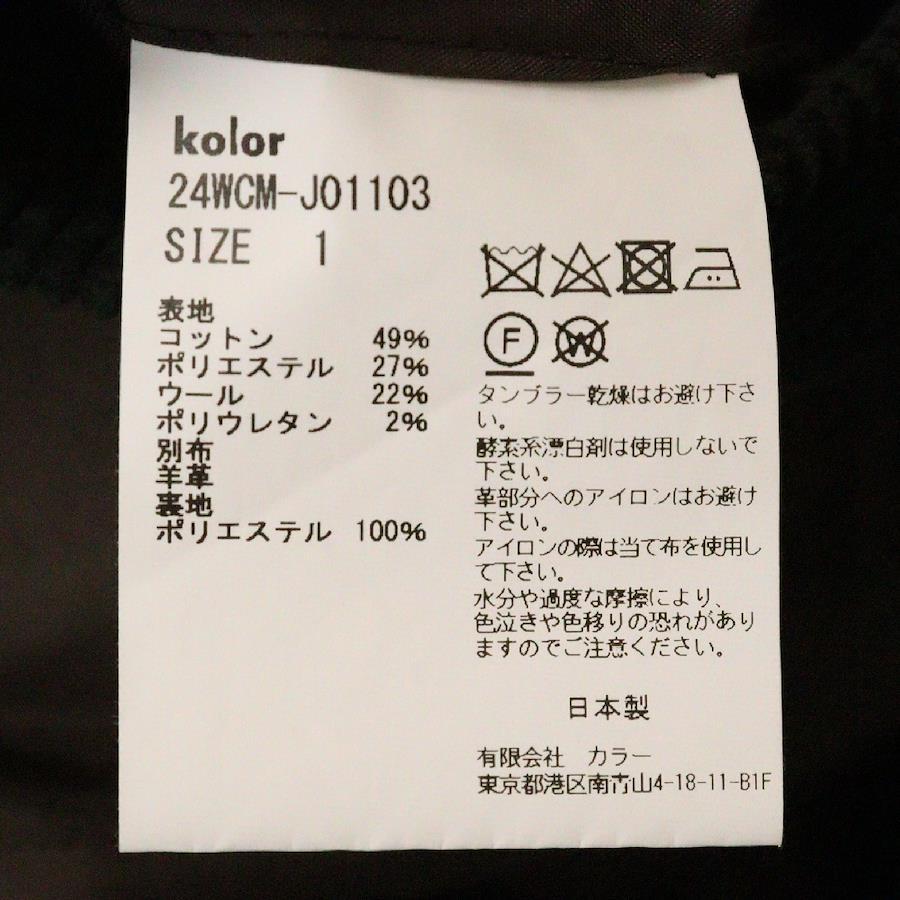 kolor
24WCM-J01103
SIZE 1
表地
コットン 49%
ポリエステル 27%
ウール 22%
ポリウレタン 2%
別布
羊革
裏地
ポリエステル 100%
F
W
タンブラー乾燥はお避け下さ
い。
酵素系漂白剤は使用しないで
下さい。
革部分へのアイロンはお避け
下さい。
アイロンの際は当て布を使用し
て下さい。
水分や過度な摩擦により、
色泣きや色移りの恐れがあり
ますのでご注意ください。
日本製
有限会社 カラー
東京都港区南青山4-18-11-B1F